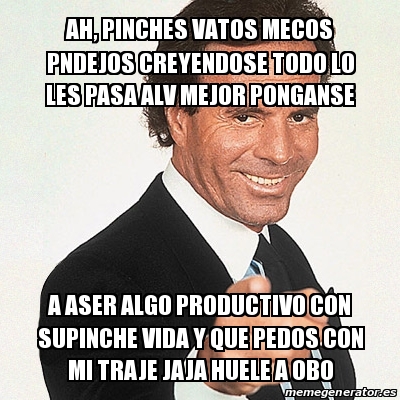 AH, PINCHES VATOS MECOS
PNDEJOS CREYENDOSE TODO LO
LES PASA ALV MEJOR PONGANSE
A ASER ALGO PRODUCTIVO CON
SUPINCHE VIDA Y QUE PEDOS CON
MI TRAJE JAJA HUELE A OBO
memegenerator.es